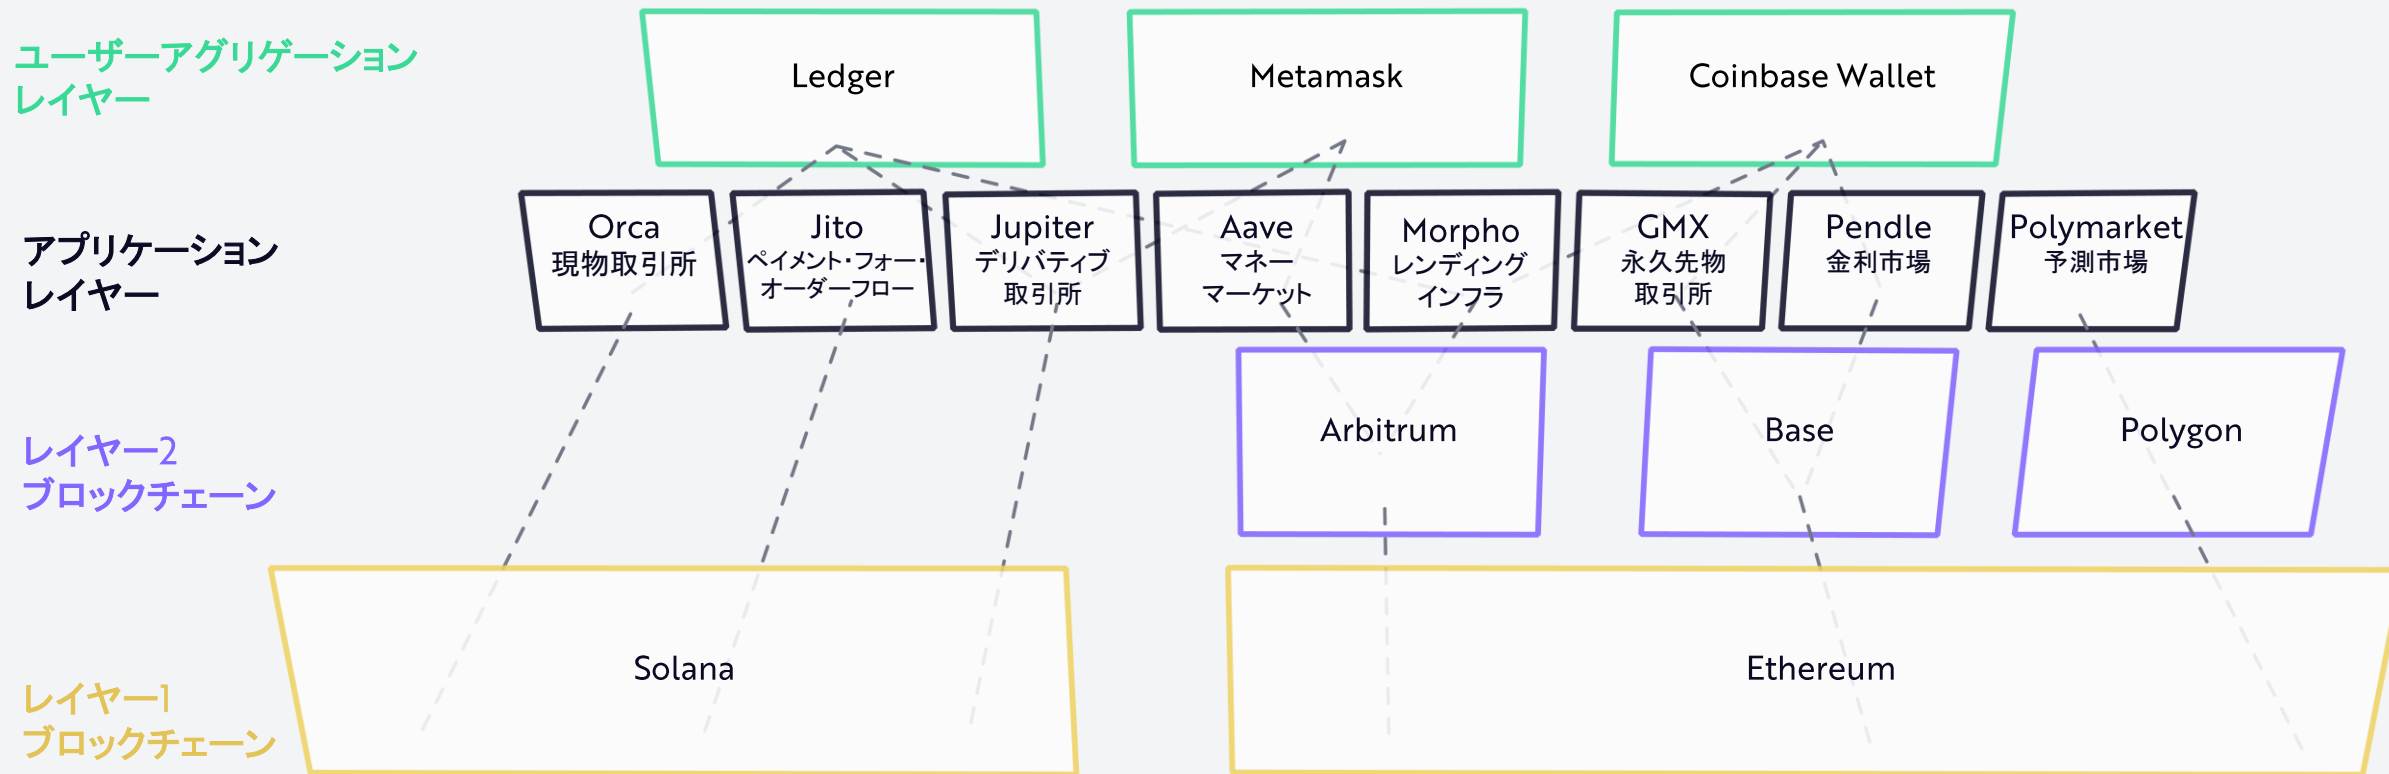 ユーザーアグリゲーション
レイヤー
Ledger
Metamask
Coinbase Wallet
アプリケーション
レイヤー
Orca
現物取引所
Jito
ペイメント・フォー・
オーダーフロー
Jupiter
デリバティブ
取引所
Aave
マネー
マーケット
Morpho
レンディング
インフラ
GMX
永久先物
取引所
Pendle
金利市場
Polymarket
予測市場
レイヤー2
ブロックチェーン
Arbitrum
Base
Polygon
レイヤー1
ブロックチェーン
Solana
Ethereum